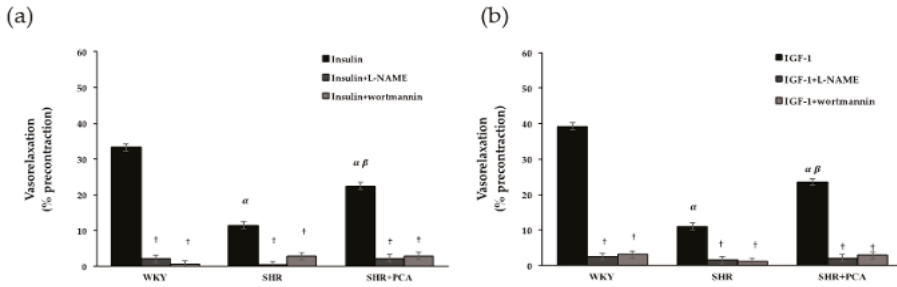 (a)
60
50
40
30
20
10
0
Vasorelaxation
(% precontraction)
Insulin
Insulin+L-NAME
Insulin+wortmannin
† †
α
† †
α β
† †
WKY SHR SHR+PCA
(b)
60
50
40
30
20
10
0
Vasorelaxation
(% precontraction)
IGF-1
IGF-1+L-NAME
IGF-1+wortmannin
† †
α
† †
α β
† †
WKY SHR SHR+PCA